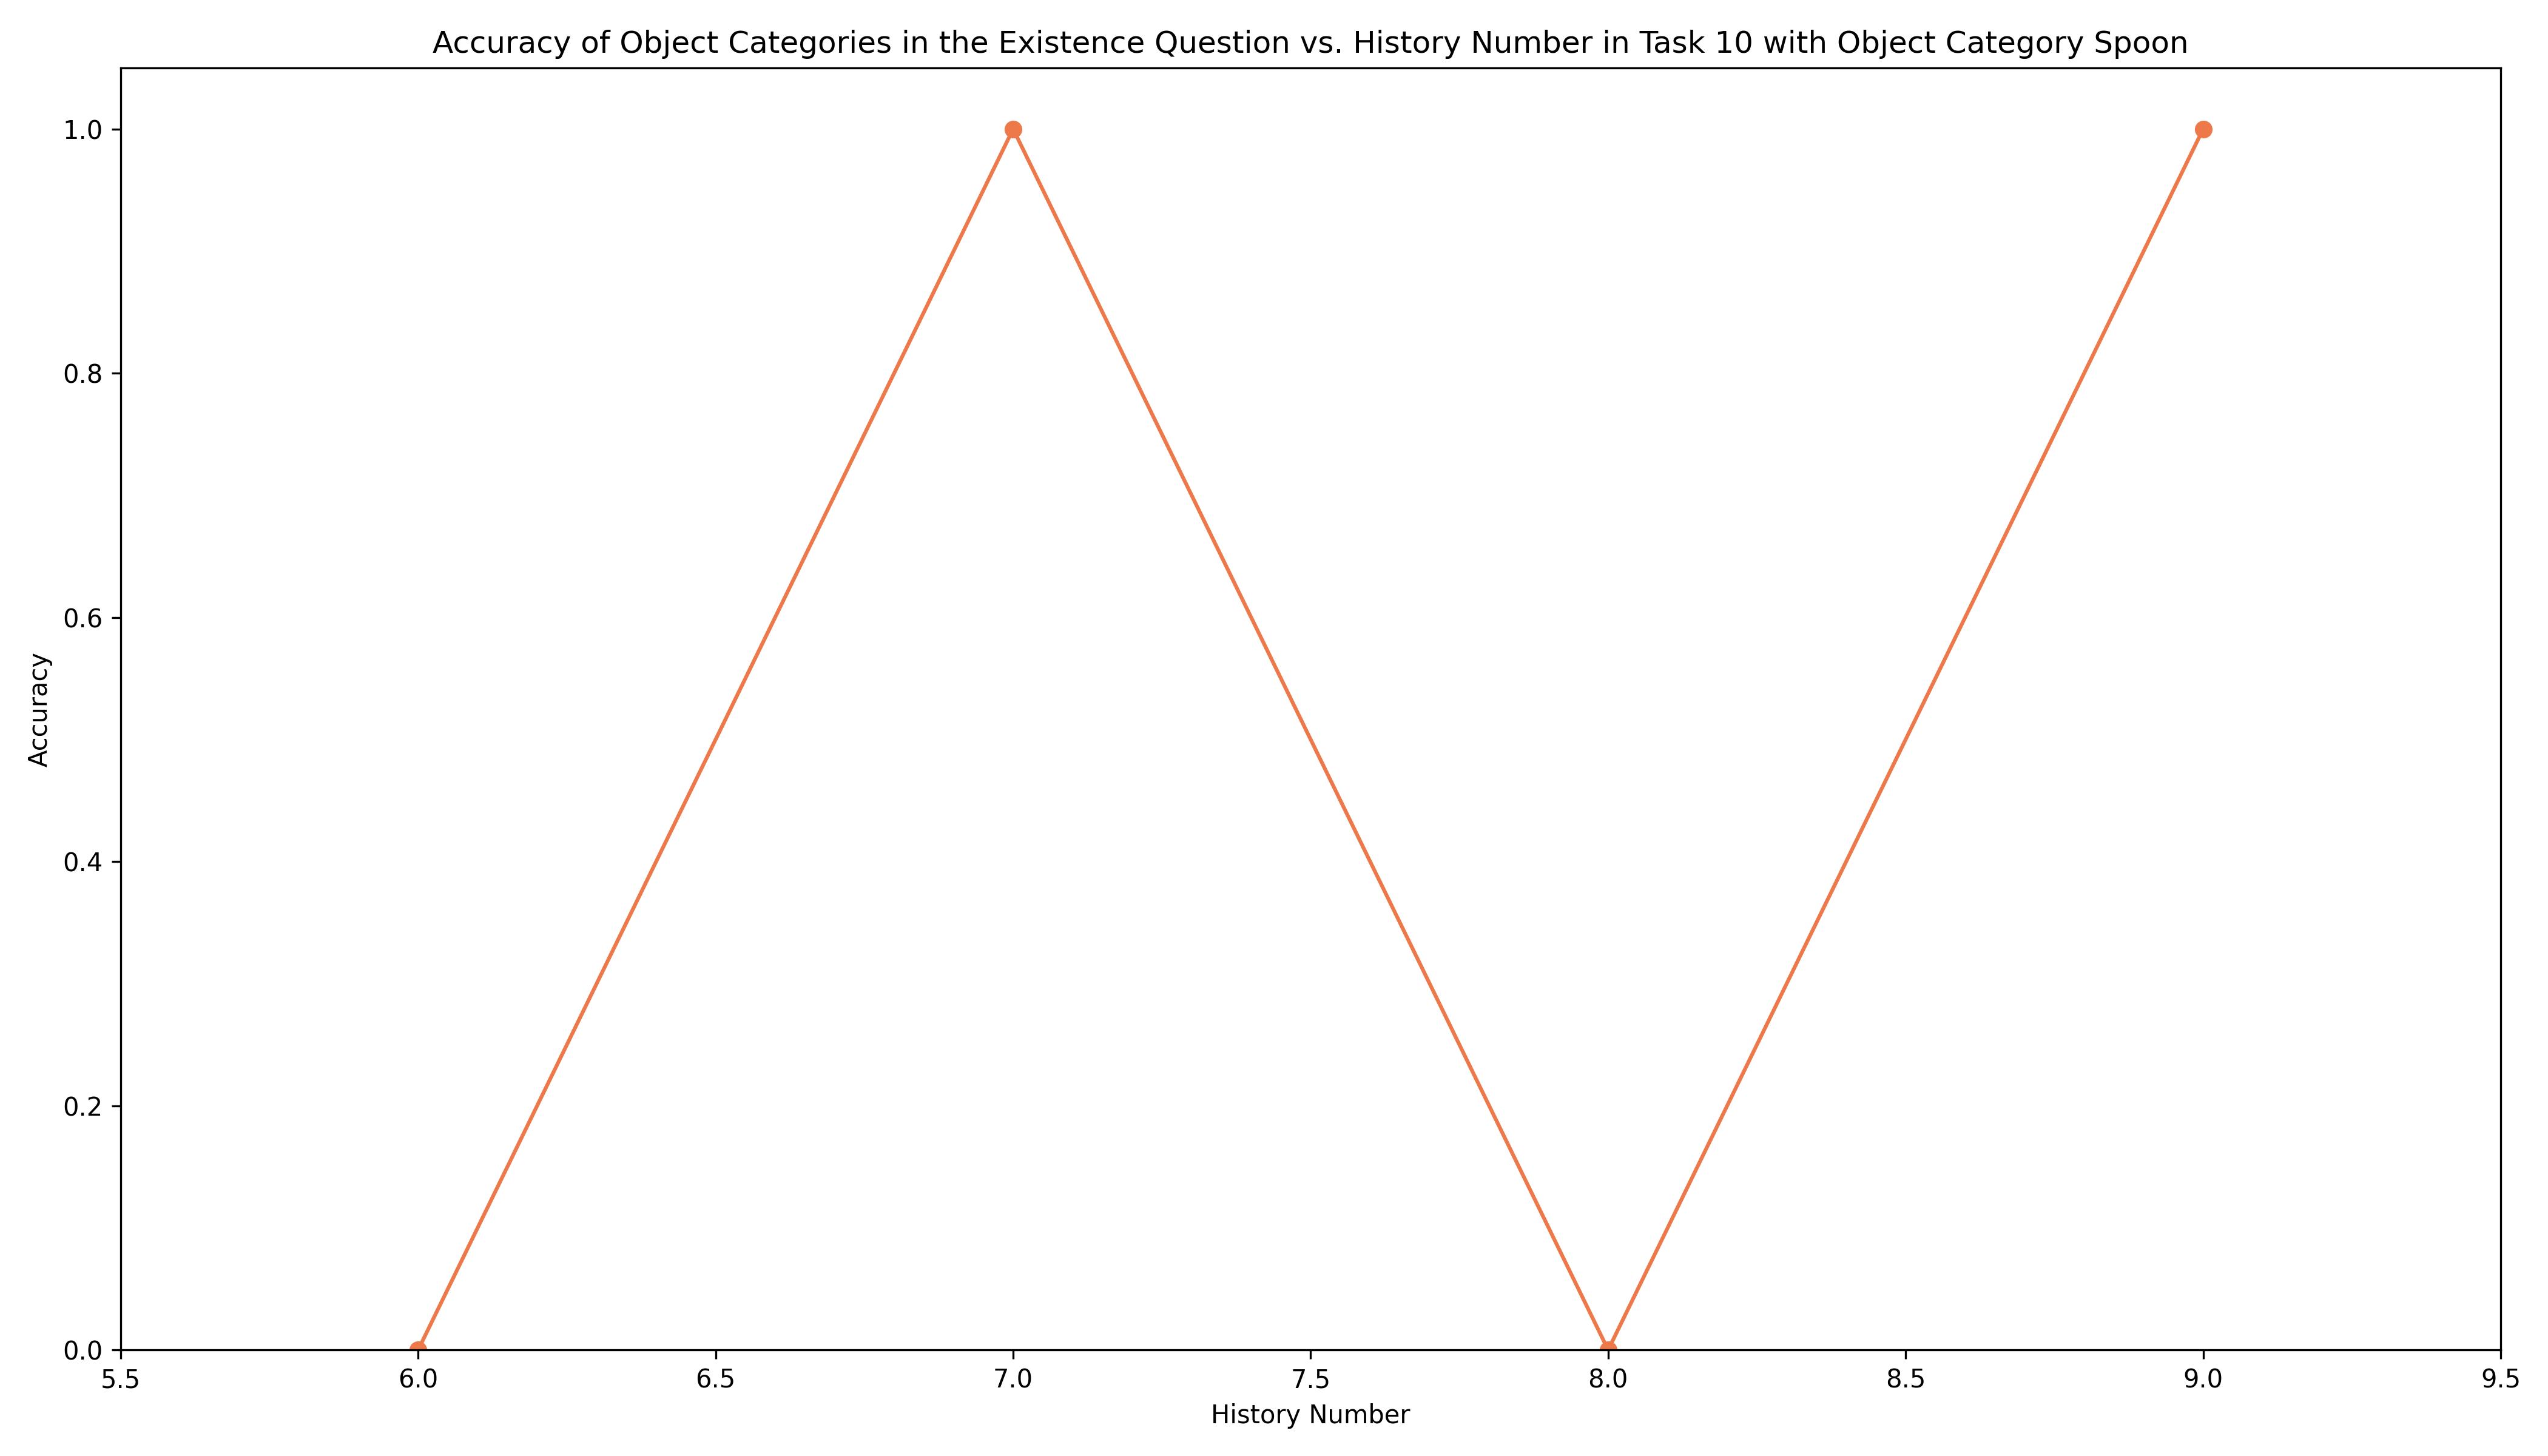 Accuracy of Object Categories in the Existence Question vs. History Number in Task 10 with Object Category Spoon
1.0
0.8
0.6
0.4
0.2
0.0
Accuracy
5.5 6.0 6.5 7.0 7.5 8.0 8.5 9.0 9.5
History Number